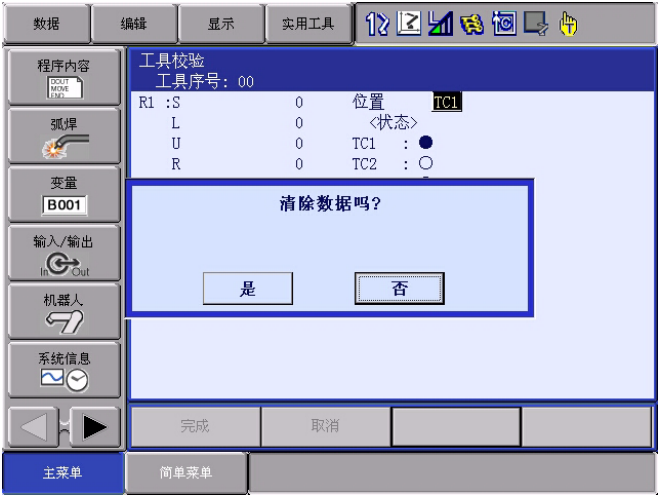 数据 编辑 显示 实用工具
程序内容
DOUT
MOVE
END
弧焊
变量
B001
输入/输出
In Out
机器人
系统信息
工具校验
工具序号: 00
R1 :S 0 位置 TC1
L 0 <状态>
U 0 TC1 : ●
R 0 TC2 : ○
清除数据吗?
是 否
完成 取消
主菜单 简单菜单